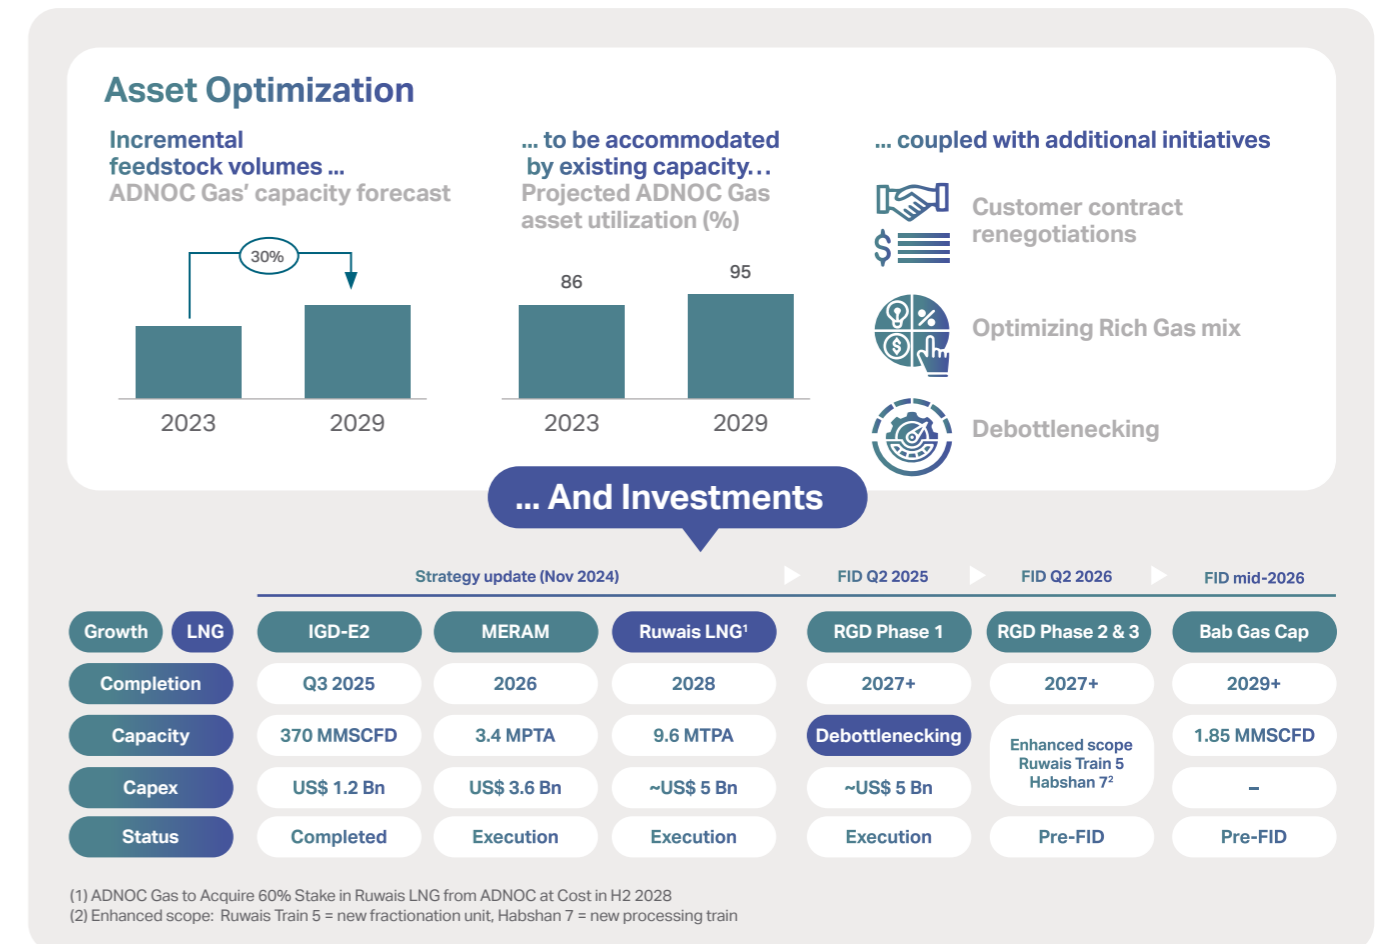 Asset Optimization
Incremental
feedstock volumes ...
ADNOC Gas' capacity forecast
30%
2023
2029
... to be accommodated
by existing capacity...
Projected ADNOC Gas
asset utilization (%)
86
95
2023
2029
... coupled with additional initiatives
$
Customer contract
renegotiations
%
$
Optimizing Rich Gas mix
Debottlenecking
... And Investments
Strategy update (Nov 2024)
FID Q2 2025
FID Q2 2026
FID mid-2026
Growth
LNG
IGD-E2
MERAM
Ruwais LNG¹
RGD Phase 1
RGD Phase 2 & 3
Bab Gas Cap
Completion
Q3 2025
2026
2028
2027+
2027+
2029+
Capacity
370 MMSCFD
3.4 MPTA
9.6 MTPA
Debottlenecking
Enhanced scope
Ruwais Train 5
Habshan 7²
1.85 MMSCFD
Capex
US$ 1.2 Bn
US$ 3.6 Bn
~US$ 5 Bn
~US$ 5 Bn
–
Status
Completed
Execution
Execution
Execution
Pre-FID
Pre-FID
(1) ADNOC Gas to Acquire 60% Stake in Ruwais LNG from ADNOC at Cost in H2 2028
(2) Enhanced scope: Ruwais Train 5 = new fractionation unit, Habshan 7 = new processing train